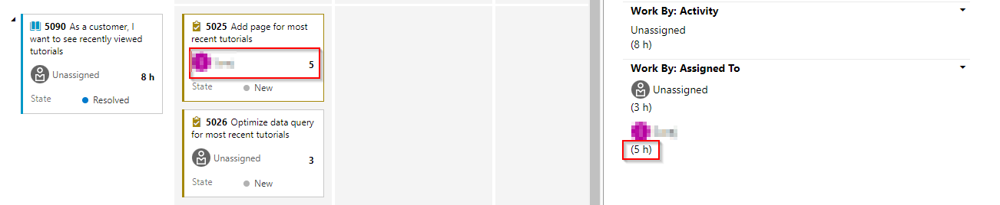 5090 As a customer, I
want to see recently viewed
tutorials
Unassigned 8 h
State Resolved
5025 Add page for most
recent tutorials
5
State New
5026 Optimize data query
for most recent tutorials
Unassigned 3
State New
Work By: Activity
Unassigned
(8 h)
Work By: Assigned To
Unassigned
(3 h)
(5 h)